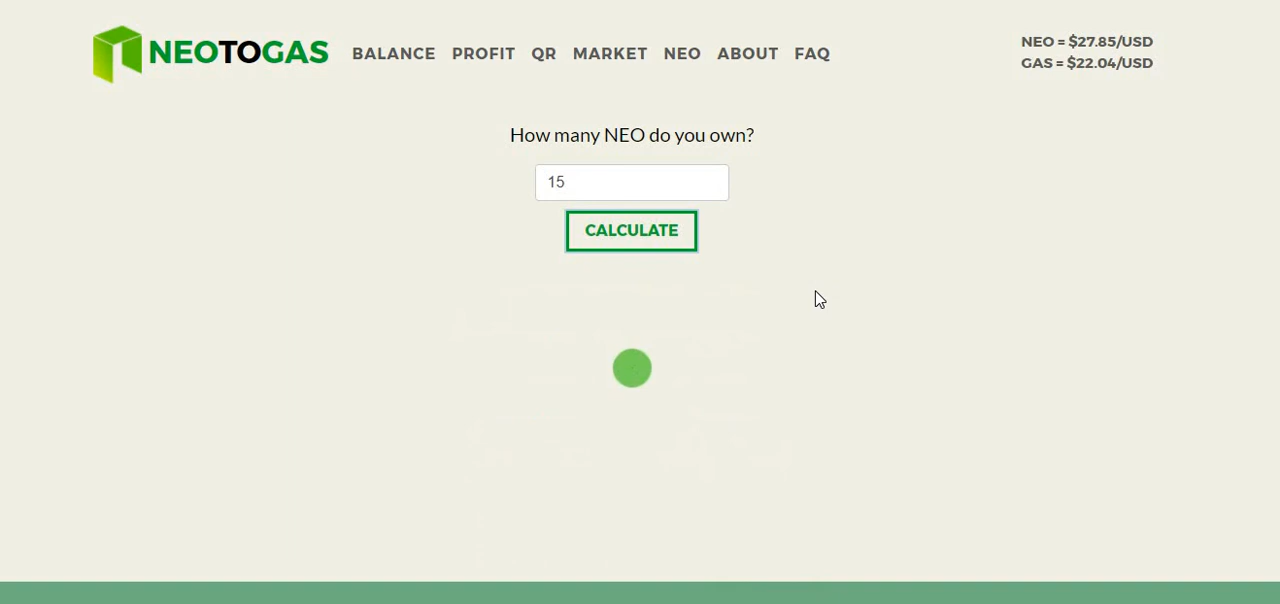 NEOTOGAS
BALANCE PROFIT QR MARKET NEO ABOUT FAQ
NEO = $27.85/USD
GAS = $22.04/USD
How many NEO do you own?
15
CALCULATE